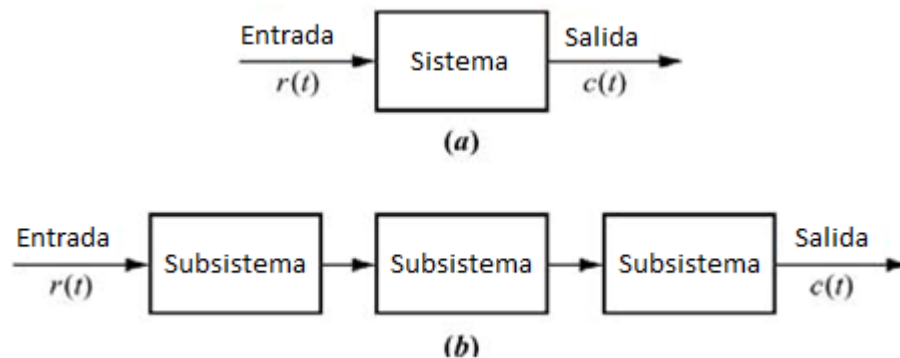 Entrada
r(t)
Sistema
Salida
c(t)
(a)
Entrada
r(t)
Subsistema
Subsistema
Subsistema
Salida
c(t)
(b)